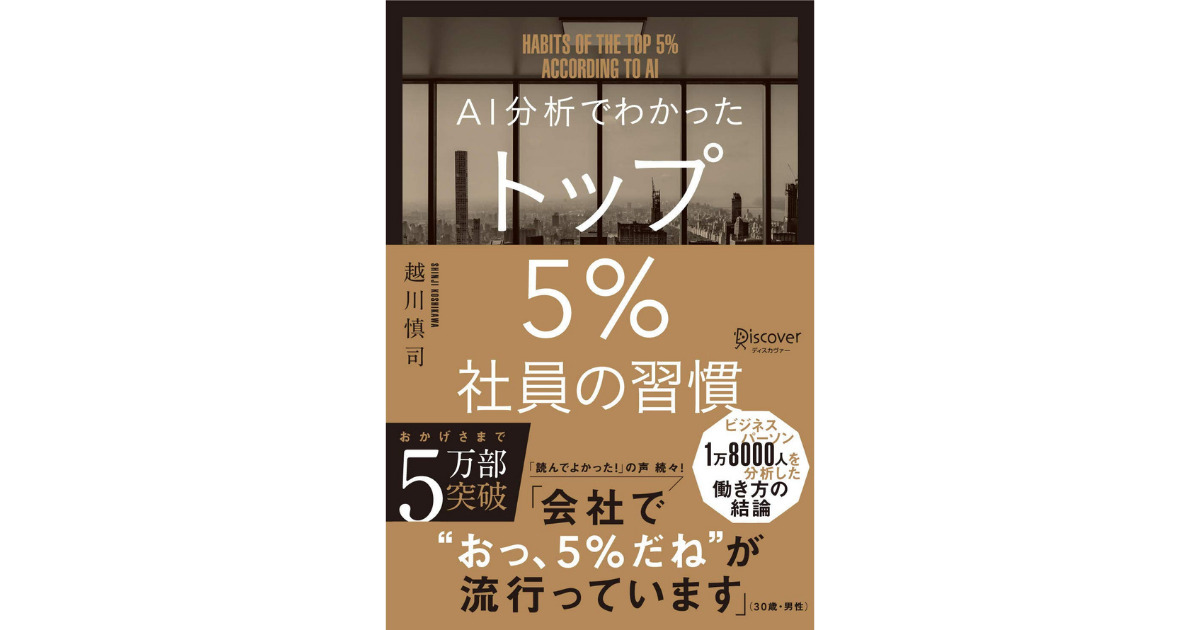 HABITS OF THE TOP 5%
ACCORDING TO AI
AI分析でわかった
トップ
5%
社員の習慣
越川慎司
SHINJI KOSHIKAWA
Discover
ディスカヴァー
おかげさまで
5万部
突破
ビジネス
パーソン
1万8000人を
分析した
働き方の
結論
「読んでよかった!」の声 続々!
「会社で
“おっ、5%だね”が
流行っています」(30歳・男性)